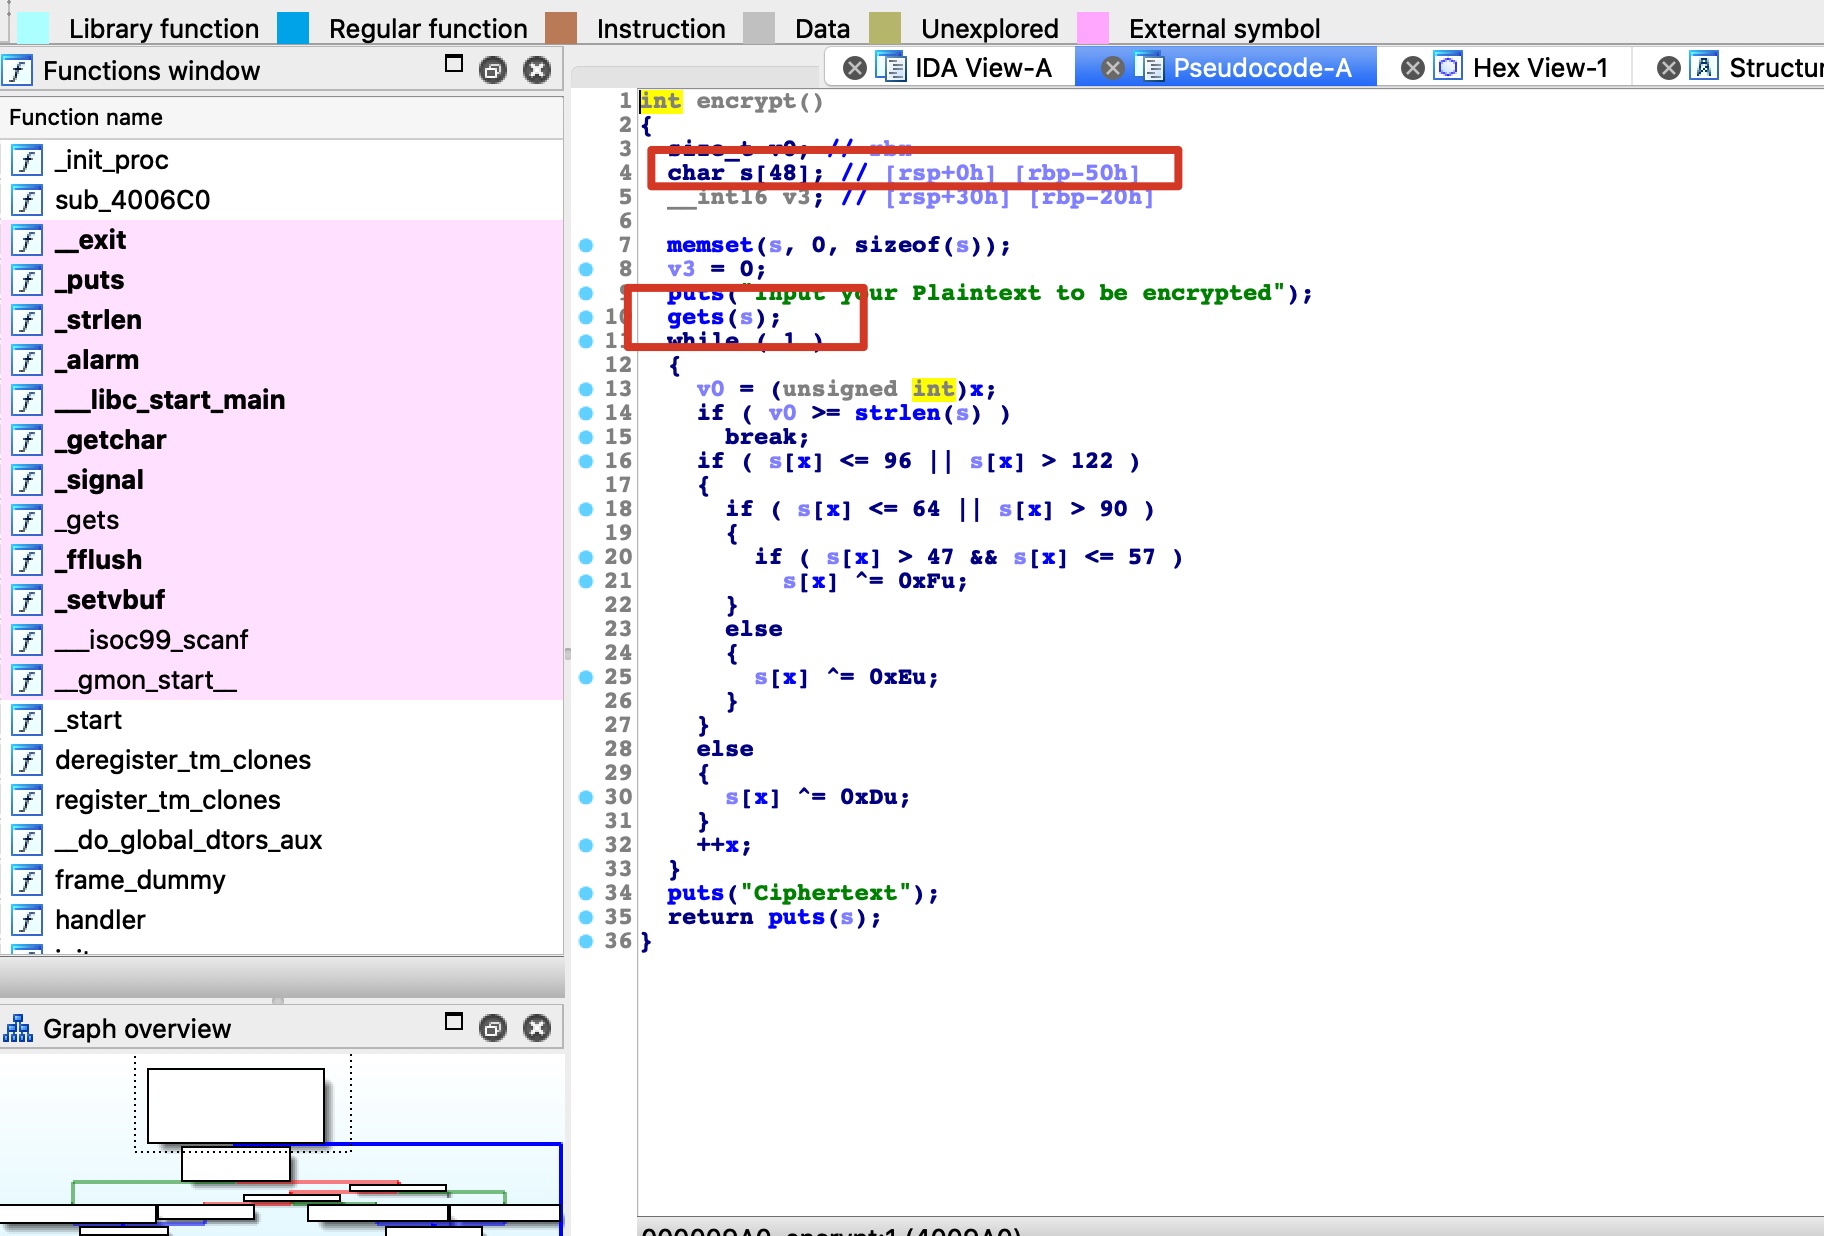 Library function Regular function Instruction Data Unexplored External symbol
Functions window
Function name
_init_proc
sub_4006C0
__exit
_puts
_strlen
_alarm
___libc_start_main
_getchar
_signal
_gets
_fflush
_setvbuf
___isoc99_scanf
__gmon_start__
_start
deregister_tm_clones
register_tm_clones
__do_global_dtors_aux
frame_dummy
handler
Graph overview
IDA View-A Pseudocode-A Hex View-1 Structur
1 int encrypt()
2 {
3 size_t v0; // rbx
4 char s[48]; // [rsp+0h] [rbp-50h]
5 __int16 v3; // [rsp+30h] [rbp-20h]
6
7 memset(s, 0, sizeof(s));
8 v3 = 0;
9 puts("Input your Plaintext to be encrypted");
10 gets(s);
11 while ( 1 )
12 {
13 v0 = (unsigned int)x;
14 if ( v0 >= strlen(s) )
15 break;
16 if ( s[x] <= 96 || s[x] > 122 )
17 {
18 if ( s[x] <= 64 || s[x] > 90 )
19 {
20 if ( s[x] > 47 && s[x] <= 57 )
21 s[x] ^= 0xFu;
22 }
23 else
24 {
25 s[x] ^= 0xEu;
26 }
27 }
28 else
29 {
30 s[x] ^= 0xDu;
31 }
32 ++x;
33 }
34 puts("Ciphertext");
35 return puts(s);
36 }
000009A0 encrypt:1 (4009A0)